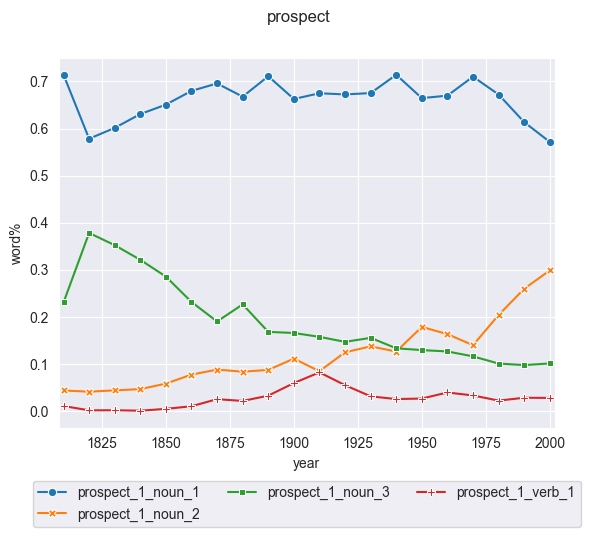 prospect
0.7
0.6
0.5
0.4
0.3
0.2
0.1
0.0
word%
1825 1850 1875 1900 1925 1950 1975 2000
year
prospect_1_noun_1 prospect_1_noun_3 prospect_1_verb_1
prospect_1_noun_2